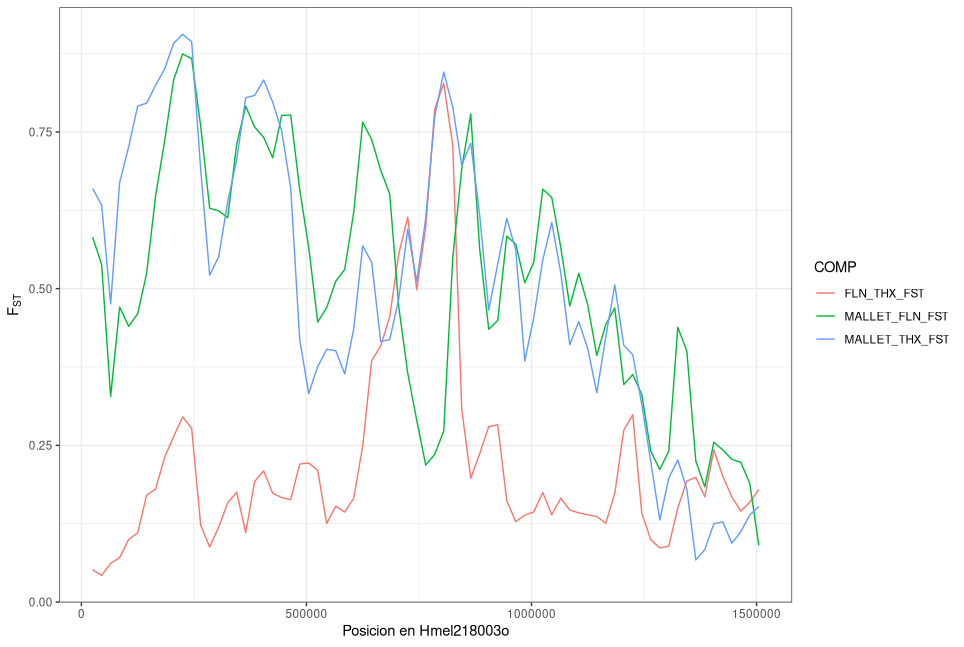 0.75
0.50
0.25
0.00
FST
0
500000
1000000
1500000
Posicion en Hmel218003o
COMP
FLN_THX_FST
MALLET_FLN_FST
MALLET_THX_FST